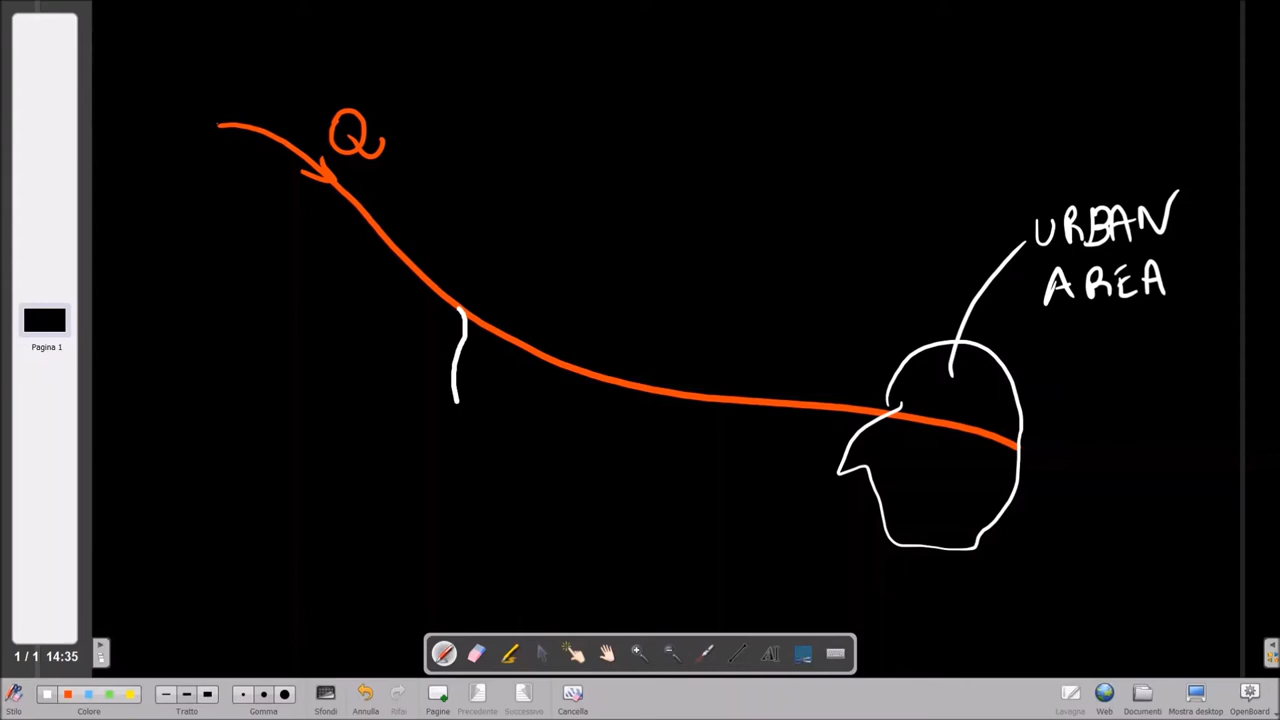 Q
URBAN
AREA
Pagina 1
1 / 1 14:35
Stilo
Colore
Tratto
Gomma
Sfondi
Annulla
Rifai
Pagine
Precedente
Successivo
Cancella
Lavagna
Web
Documenti
Mostra desktop
OpenBoard